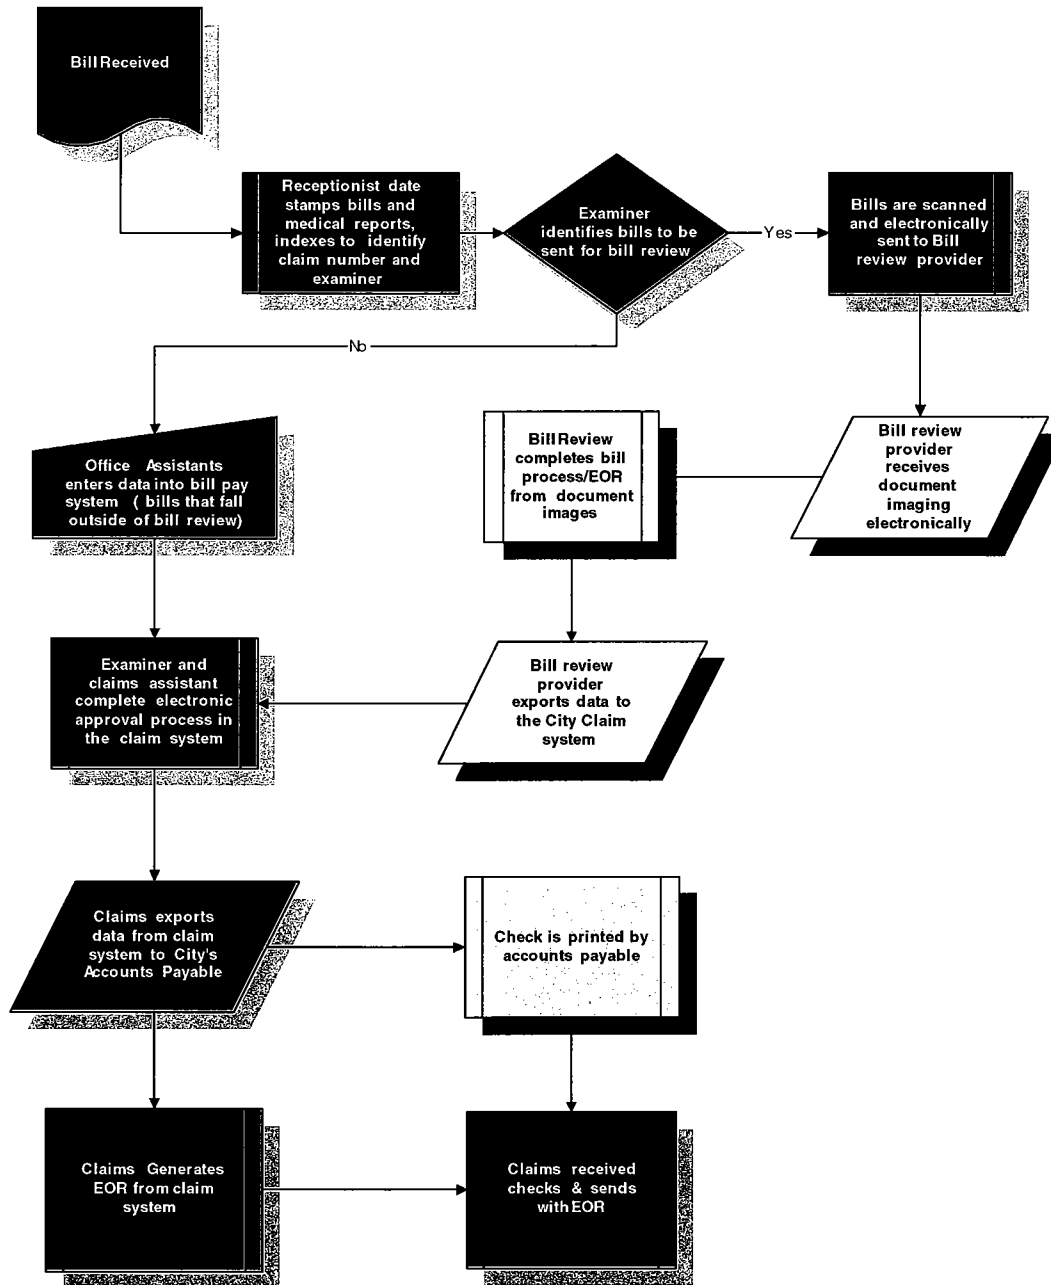 Bill Received
Receptionist date
stamps bills and
medical reports,
indexes to identify
claim number and
examiner
Examiner
identifies bills to be
sent for bill review
Yes
Bills are scanned
and electronically
sent to Bill
review provider
No
Office Assistants
enters data into bill pay
system ( bills that fall
outside of bill review)
Bill Review
completes bill
process/EOR
from document
images
Bill review
provider
receives
document
imaging
electronically
Examiner and
claims assistant
complete electronic
approval process in
the claim system
Bill review
provider
exports data to
the City Claim
system
Claims exports
data from claim
system to City's
Accounts Payable
Check is printed by
accounts payable
Claims Generates
EOR from claim
system
Claims received
checks & sends
with EOR